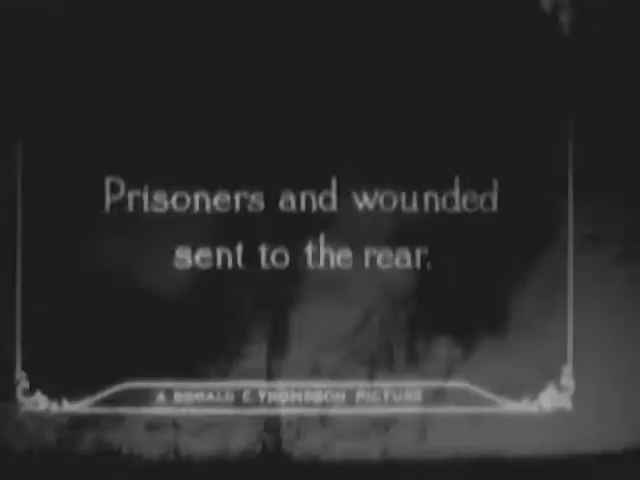 Prisoners and wounded
sent to the rear.
A DONALD C. THOMPSON PICTURE